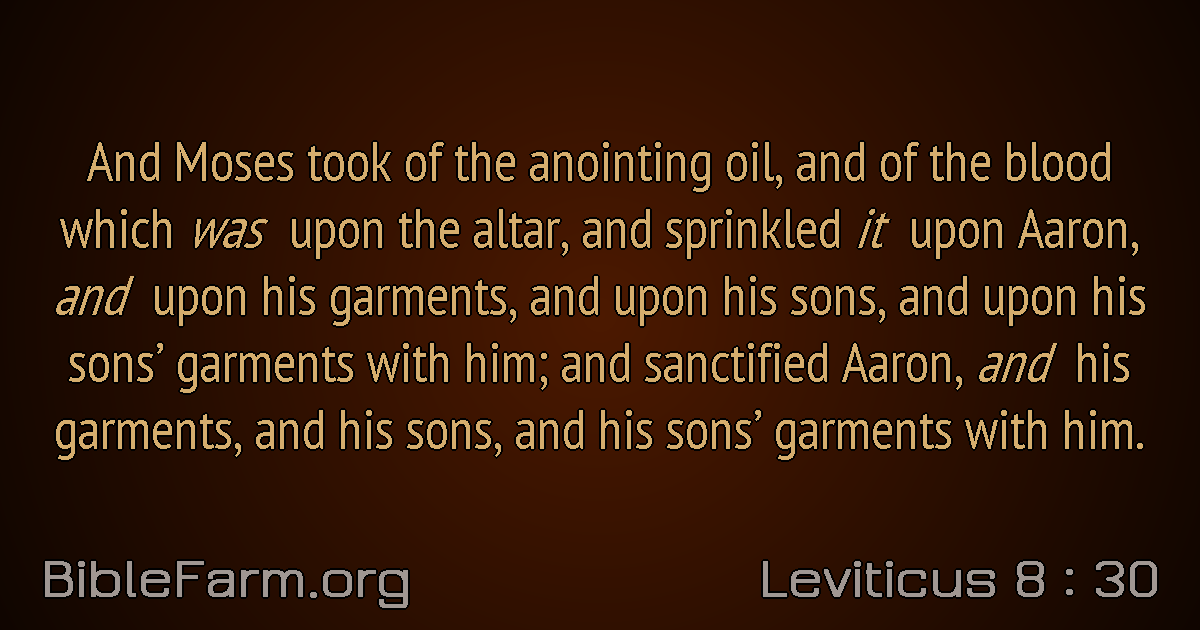 And Moses took of the anointing oil, and of the blood
which was upon the altar, and sprinkled it upon Aaron,
and upon his garments, and upon his sons, and upon his
sons’ garments with him; and sanctified Aaron, and his
garments, and his sons, and his sons’ garments with him.
BibleFarm.org
Leviticus 8 : 30